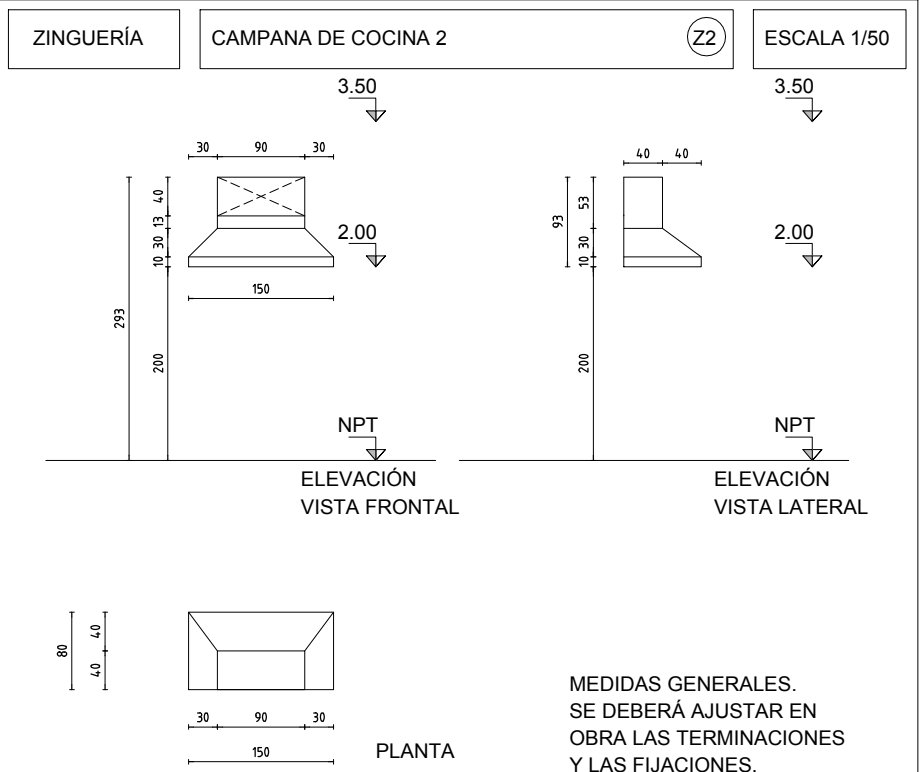 ZINGUERÍA
CAMPANA DE COCINA 2
Z2
ESCALA 1/50
3.50
3.50
30 90 30
40 40
40
13
30
10
2.00
150
293
200
NPT
ELEVACIÓN
VISTA FRONTAL
93
53
30
10
2.00
200
NPT
ELEVACIÓN
VISTA LATERAL
80
40
40
30 90 30
150
PLANTA
MEDIDAS GENERALES.
SE DEBERÁ AJUSTAR EN
OBRA LAS TERMINACIONES
Y LAS FIJACIONES.